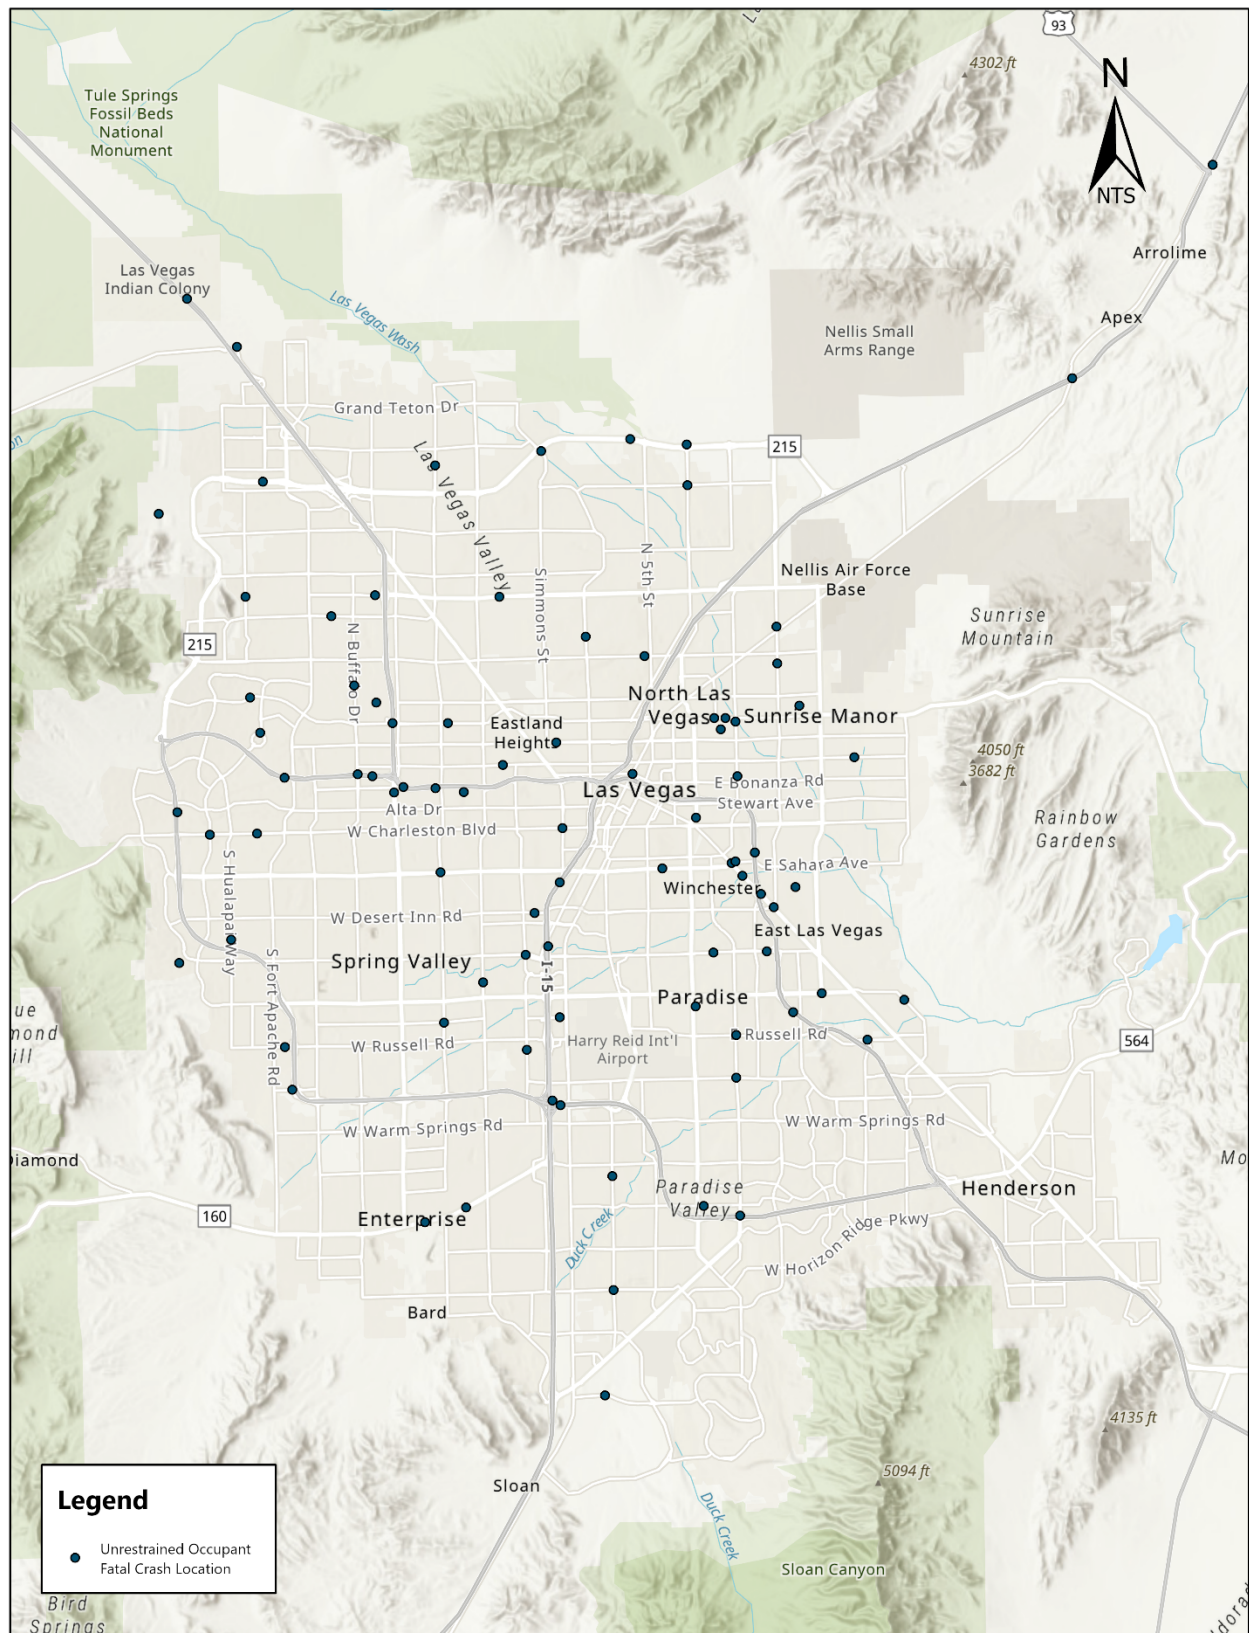 93
4302 ft
N
NTS
Tule Springs
Fossil Beds
National
Monument
Arrolime
Las Vegas
Indian Colony
Las Vegas Wash
Apex
Nellis Small
Arms Range
Grand Teton Dr
215
Las Vegas Valley
Simmons St
N 5th St
Nellis Air Force
Base
Sunrise
Mountain
215
N Buffalo Dr
North Las
Vegas
Sunrise Manor
Eastland
Heights
4050 ft
3682 ft
E Bonanza Rd
Las Vegas
Stewart Ave
Alta Dr
W Charleston Blvd
Rainbow
Gardens
S Hualapai Way
E Sahara Ave
Winchester
W Desert Inn Rd
East Las Vegas
Spring Valley
I-15
S Fort Apache Rd
Paradise
ue
mond
ill
W Russell Rd
Harry Reid Int'l
Airport
E Russell Rd
564
W Warm Springs Rd
W Warm Springs Rd
Diamond
Mo
Paradise
Valley
Henderson
160
Enterprise
Duck Creek
W Horizon Ridge Pkwy
Bard
4135 ft
Sloan
5094 ft
Duck Creek
Sloan Canyon
Legend
Unrestrained Occupant
Fatal Crash Location
Bird
Springs